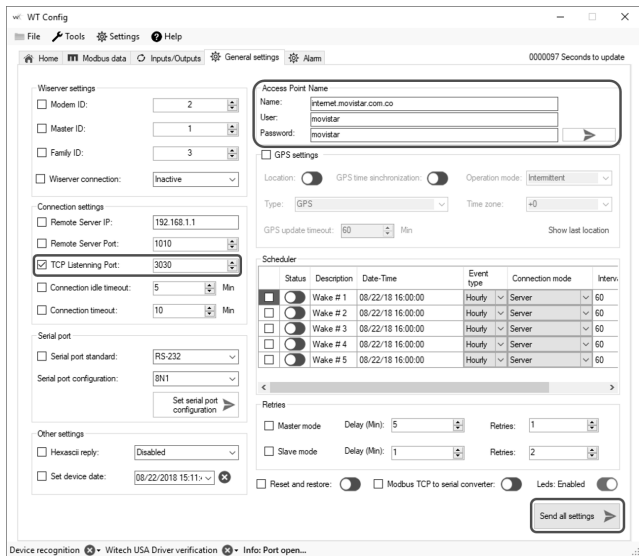 WT Config
File Tools Settings Help
Home Modbus data Inputs/Outputs General settings Alarm 0000097 Seconds to update
Wiserver settings
Modem ID: 2
Master ID: 1
Family ID: 3
Wiserver connection: Inactive
Connection settings
Remote Server IP: 192.168.1.1
Remote Server Port: 1010
TCP Listenning Port: 3030
Connection idle timeout: 5 Min
Connection timeout: 10 Min
Serial port
Serial port standard: RS-232
Serial port configuration: 8N1
Set serial port
configuration
Other settings
Hexascii reply: Disabled
Set device date: 08/22/2018 15:11:
Access Point Name
Name: internet.movistar.com.co
User: movistar
Password: movistar
GPS settings
Location: GPS time sinchronization: Operation mode: Intermittent
Type: GPS Time zone: +0
GPS update timeout: 60 Min Show last location
Scheduler
Status Description Date-Time Event type Connection mode Interv
Wake # 1 08/22/18 16:00:00 Hourly Server 60
Wake # 2 08/22/18 16:00:00 Hourly Server 60
Wake # 3 08/22/18 16:00:00 Hourly Server 60
Wake # 4 08/22/18 16:00:00 Hourly Server 60
Wake # 5 08/22/18 16:00:00 Hourly Server 60
Retries
Master mode Delay (Min): 5 Retries: 1
Slave mode Delay (Min): 1 Retries: 2
Reset and restore: Modbus TCP to serial converter: Leds: Enabled
Send all settings
Device recognition Witech USA Driver verification Info: Port open...